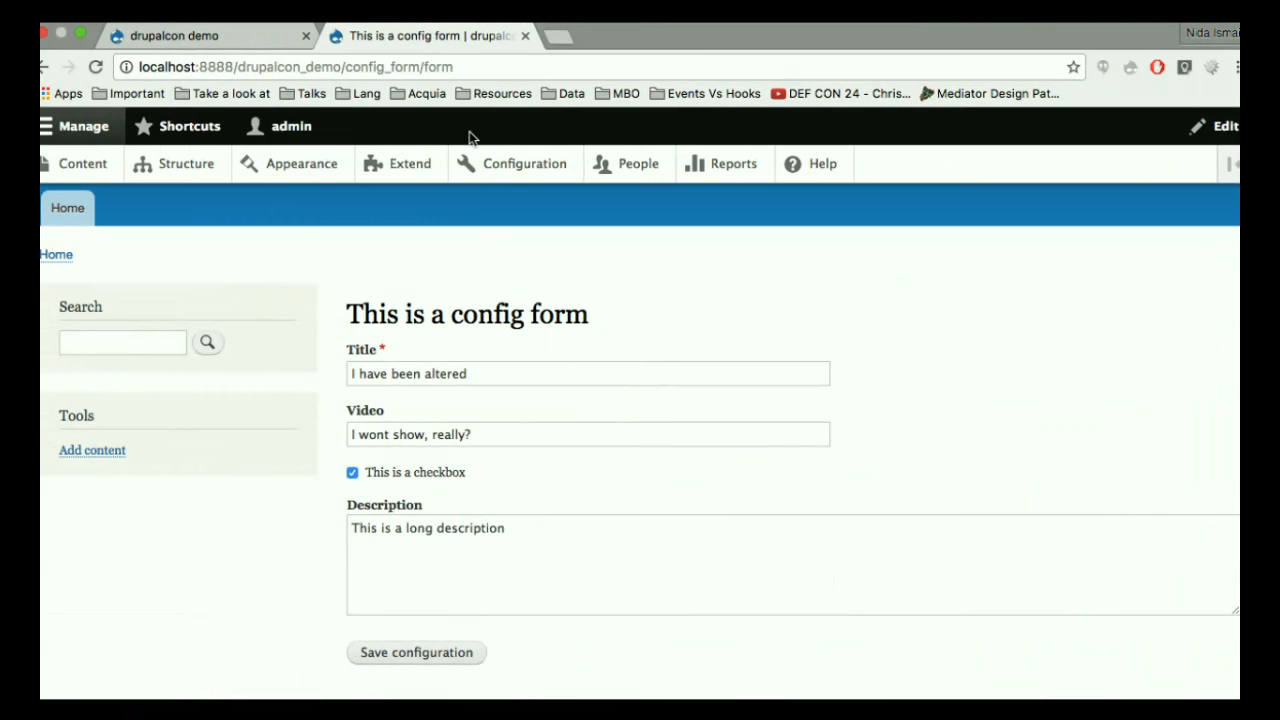 drupalcon demo
This is a config form | drupalc
Nida Ismai
localhost:8888/drupalcon_demo/config_form/form
Apps Important Take a look at Talks Lang Acquia Resources Data MBO Events Vs Hooks DEF CON 24 - Chris... Mediator Design Pat...
Manage Shortcuts admin Edit
Content Structure Appearance Extend Configuration People Reports Help
Home
Home
Search
Tools
Add content
This is a config form
Title *
I have been altered
Video
I wont show, really?
This is a checkbox
Description
This is a long description
Save configuration